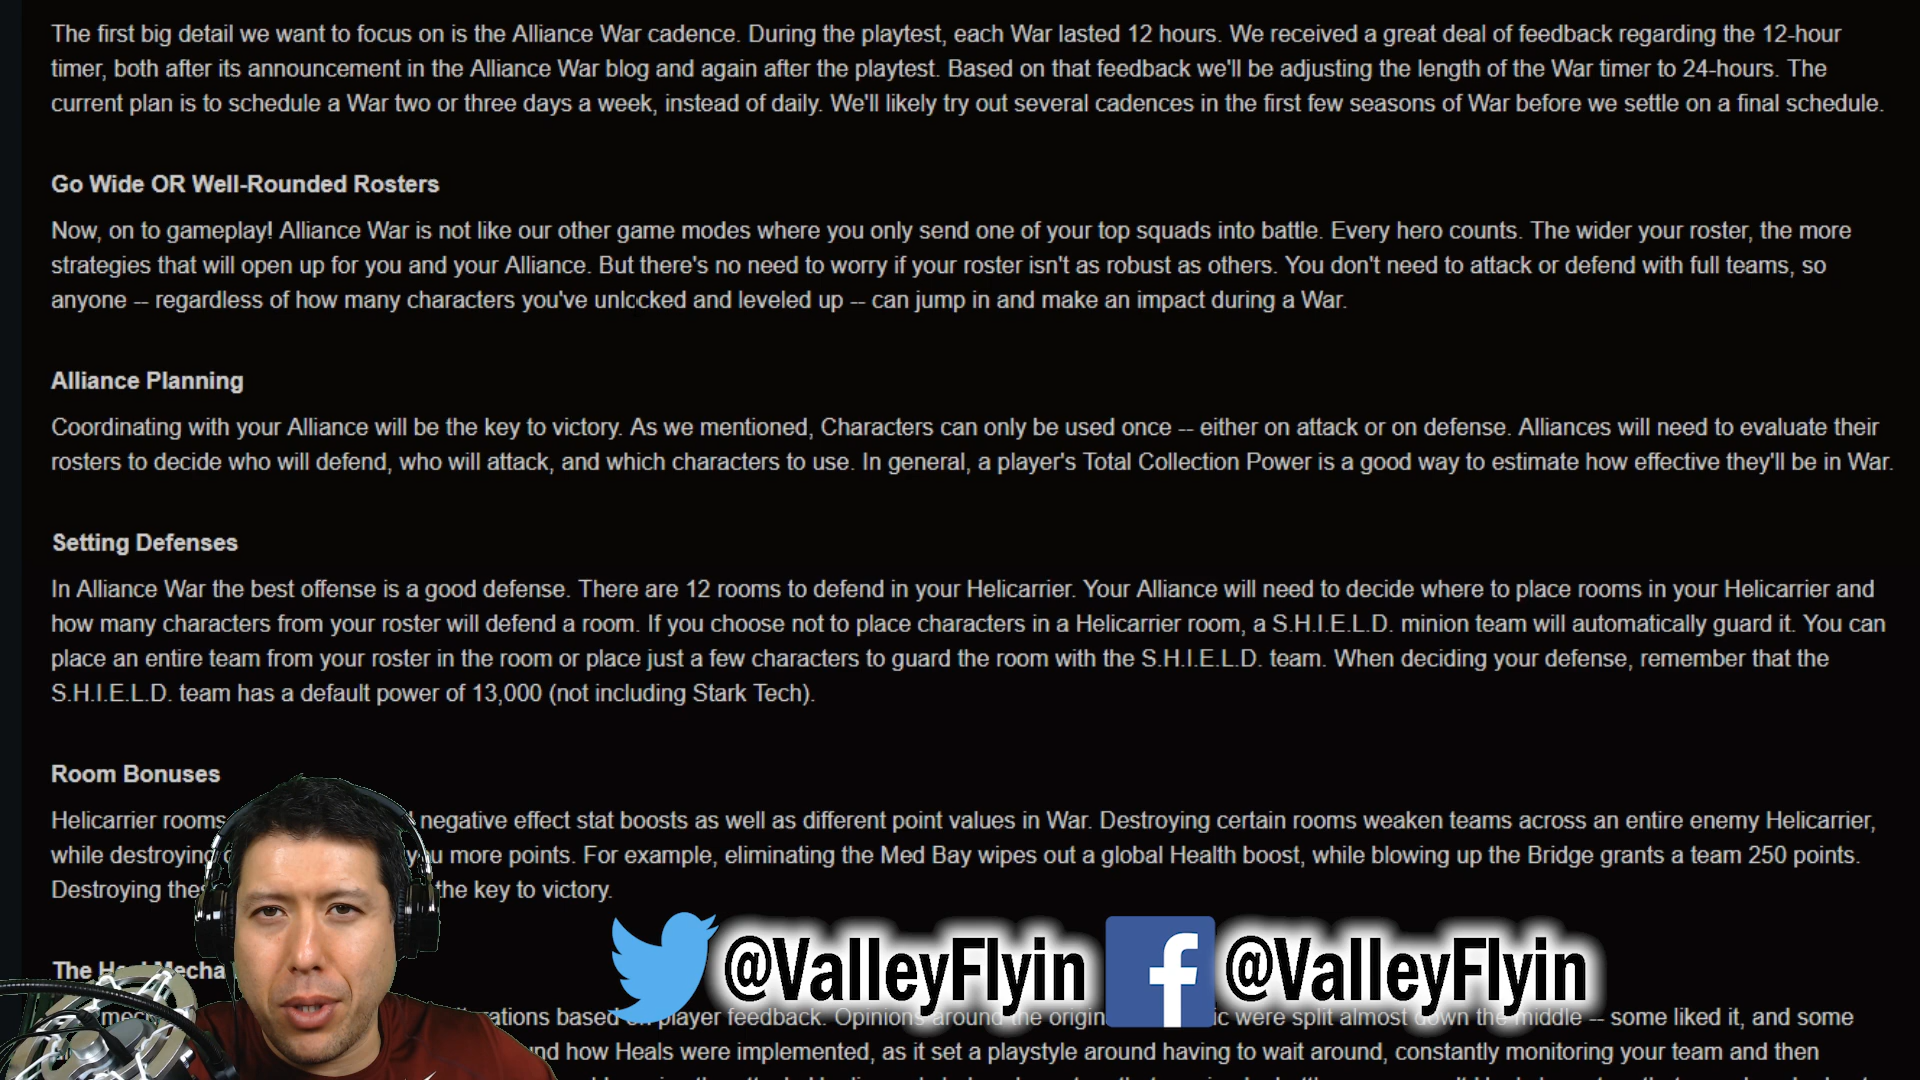 The first big detail we want to focus on is the Alliance War cadence. During the playtest, each War lasted 12 hours. We received a great deal of feedback regarding the 12-hour
timer, both after its announcement in the Alliance War blog and again after the playtest. Based on that feedback we'll be adjusting the length of the War timer to 24-hours. The
current plan is to schedule a War two or three days a week, instead of daily. We'll likely try out several cadences in the first few seasons of War before we settle on a final schedule.
Go Wide OR Well-Rounded Rosters
Now, on to gameplay! Alliance War is not like our other game modes where you only send one of your top squads into battle. Every hero counts. The wider your roster, the more
strategies that will open up for you and your Alliance. But there's no need to worry if your roster isn't as robust as others. You don't need to attack or defend with full teams, so
anyone -- regardless of how many characters you've unlocked and leveled up -- can jump in and make an impact during a War.
Alliance Planning
Coordinating with your Alliance will be the key to victory. As we mentioned, Characters can only be used once -- either on attack or on defense. Alliances will need to evaluate their
rosters to decide who will defend, who will attack, and which characters to use. In general, a player's Total Collection Power is a good way to estimate how effective they'll be in War.
Setting Defenses
In Alliance War the best offense is a good defense. There are 12 rooms to defend in your Helicarrier. Your Alliance will need to decide where to place rooms in your Helicarrier and
how many characters from your roster will defend a room. If you choose not to place characters in a Helicarrier room, a S.H.I.E.L.D. minion team will automatically guard it. You can
place an entire team from your roster in the room or place just a few characters to guard the room with the S.H.I.E.L.D. team. When deciding your defense, remember that the
S.H.I.E.L.D. team has a default power of 13,000 (not including Stark Tech).
Room Bonuses
Helicarrier rooms negative effect stat boosts as well as different point values in War. Destroying certain rooms weaken teams across an entire enemy Helicarrier,
while destroying you more points. For example, eliminating the Med Bay wipes out a global Health boost, while blowing up the Bridge grants a team 250 points.
Destroying the key to victory.
@ValleyFlyin @ValleyFlyin
The
based on player feedback. Opinions around the were split almost down the middle -- some liked it, and some
how Heals were implemented, as it set a playstyle around having to wait around, constantly monitoring your team and then